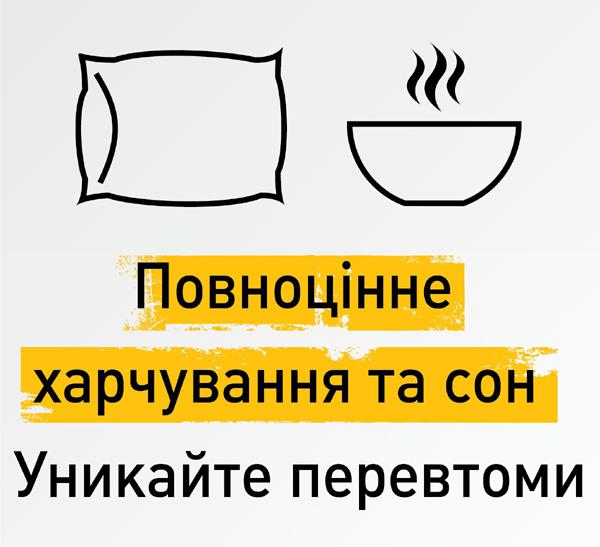 Повноцінне
харчування та сон
Уникайте перевтоми